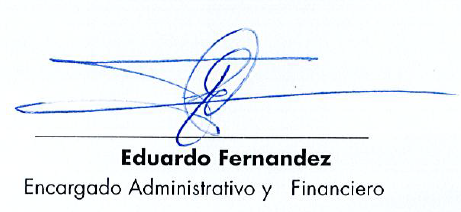 Eduardo Fernandez
Encargado Administrativo y Financiero